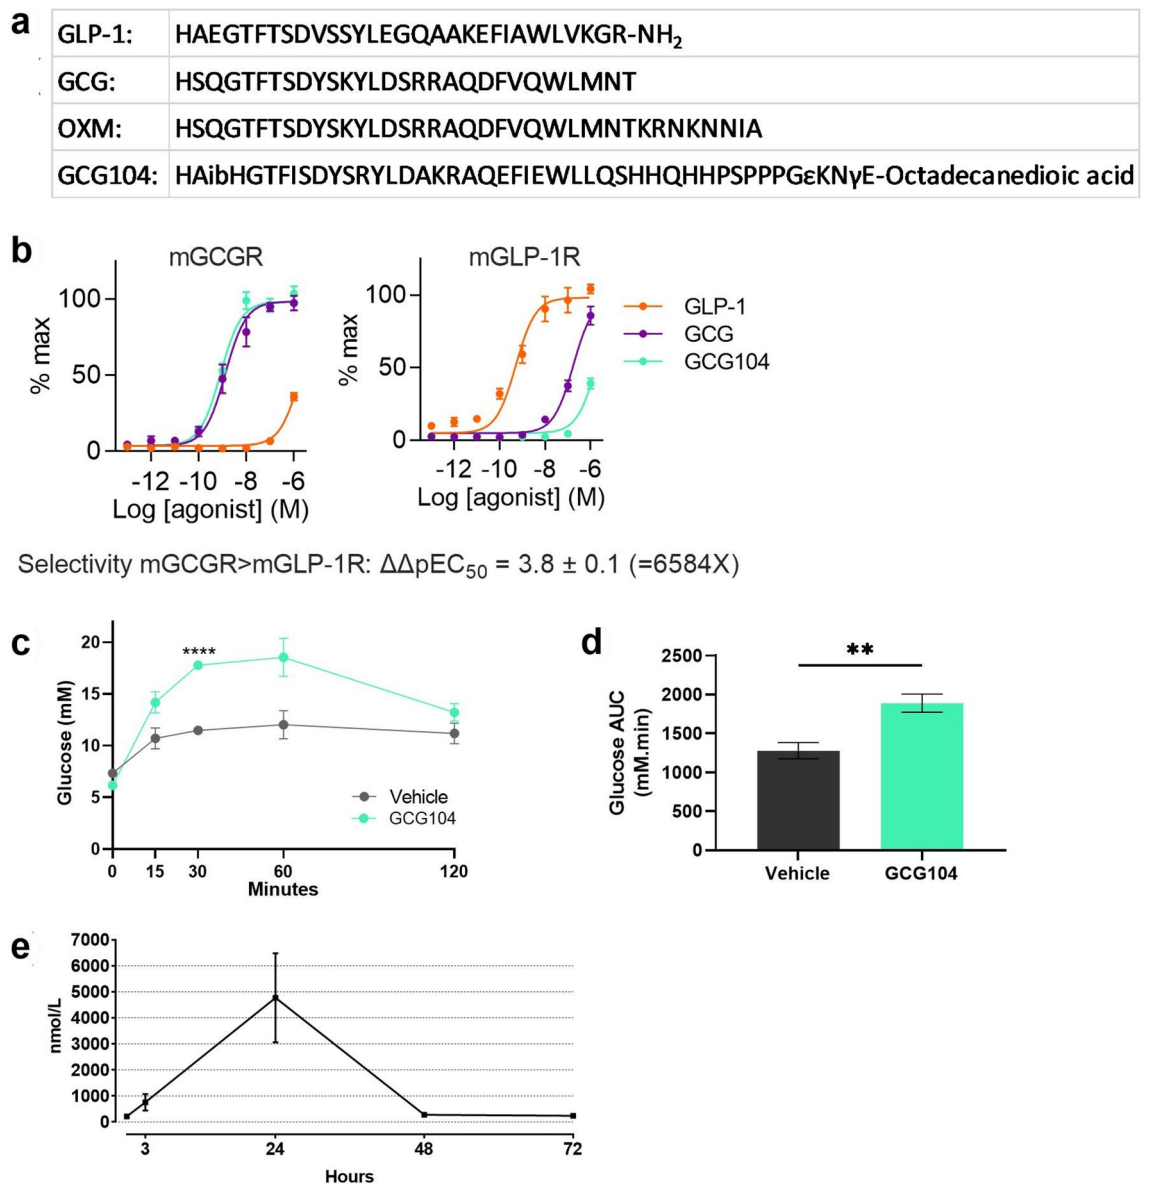 a
GLP-1: HAEGTFTSDVSSYLEGQAAKEFIAWLVKGR-NH₂
GCG: HSQGTFTSDYSKYLDSRRAQDFVQWLMNT
OXM: HSQGTFTSDYSKYLDSRRAQDFVQWLMNTKRNKNNIA
GCG104: HAibHGTFISDYSRYLDAKRAQEFIEWLLQSHHQHHPSPPPGεKNγE-Octadecanedioic acid
b
mGCGR
% max
100
50
0
-12 -10 -8 -6
Log [agonist] (M)
mGLP-1R
% max
100
50
0
-12 -10 -8 -6
Log [agonist] (M)
GLP-1
GCG
GCG104
Selectivity mGCGR>mGLP-1R: ΔΔpEC₅₀ = 3.8 ± 0.1 (=6584X)
c
Glucose (mM)
20
15
10
5
0
****
Vehicle
GCG104
0 15 30 60 120
Minutes
d
Glucose AUC
(mM.min)
2500
2000
1500
1000
500
0
**
Vehicle GCG104
e
nmol/L
7000
6000
5000
4000
3000
2000
1000
0
3 24 48 72
Hours